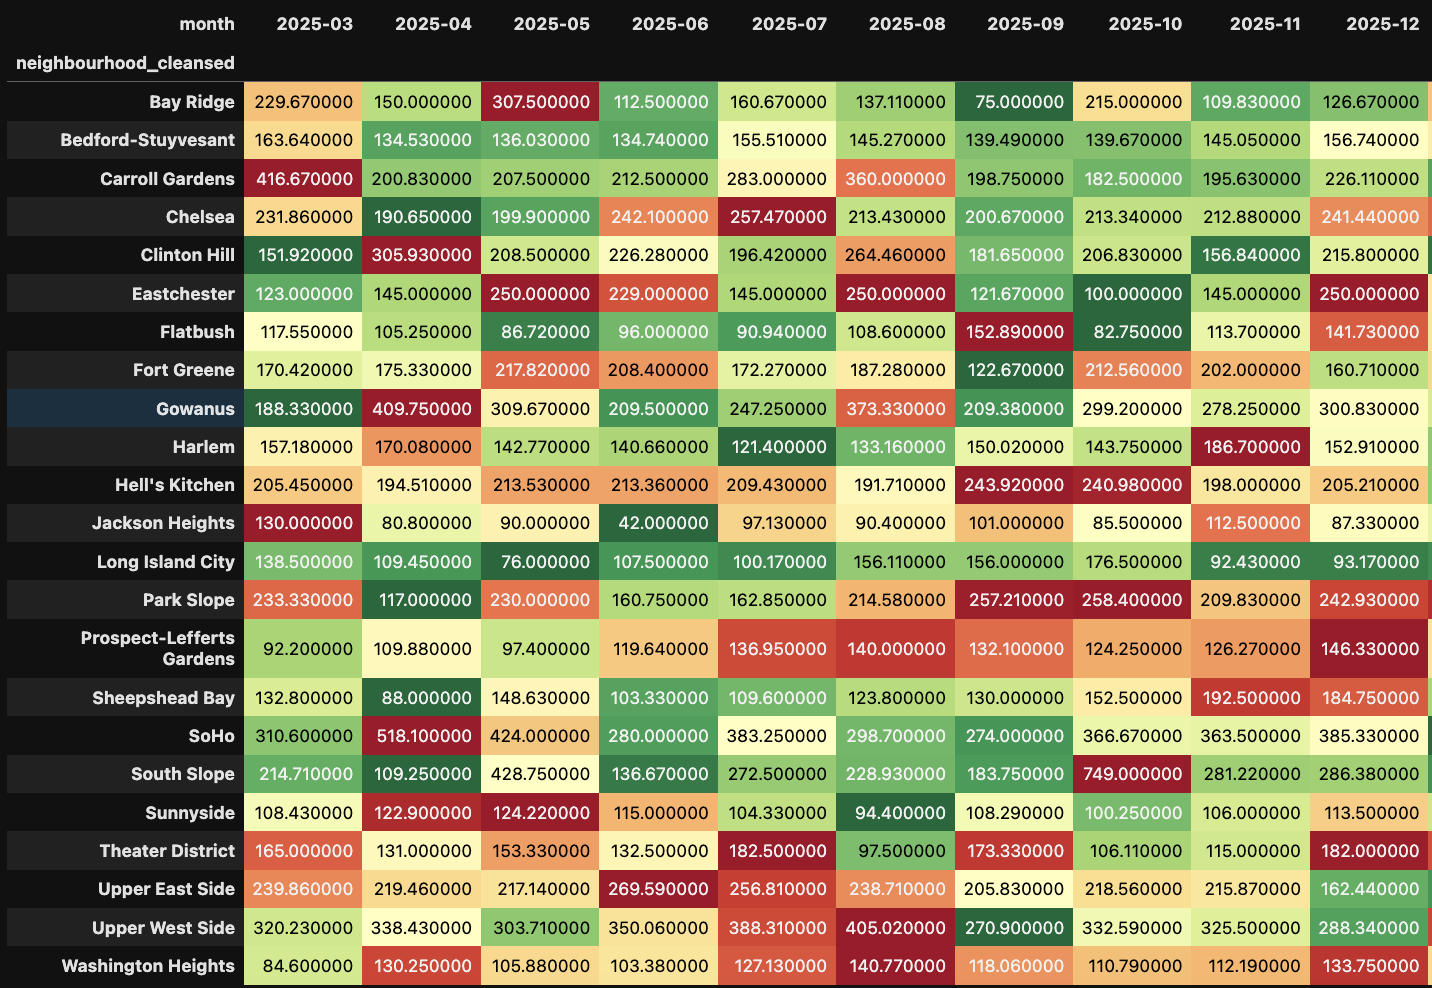 month 2025-03 2025-04 2025-05 2025-06 2025-07 2025-08 2025-09 2025-10 2025-11 2025-12
neighbourhood_cleansed
Bay Ridge 229.670000 150.000000 307.500000 112.500000 160.670000 137.110000 75.000000 215.000000 109.830000 126.670000
Bedford-Stuyvesant 163.640000 134.530000 136.030000 134.740000 155.510000 145.270000 139.490000 139.670000 145.050000 156.740000
Carroll Gardens 416.670000 200.830000 207.500000 212.500000 283.000000 360.000000 198.750000 182.500000 195.630000 226.110000
Chelsea 231.860000 190.650000 199.900000 242.100000 257.470000 213.430000 200.670000 213.340000 212.880000 241.440000
Clinton Hill 151.920000 305.930000 208.500000 226.280000 196.420000 264.460000 181.650000 206.830000 156.840000 215.800000
Eastchester 123.000000 145.000000 250.000000 229.000000 145.000000 250.000000 121.670000 100.000000 145.000000 250.000000
Flatbush 117.550000 105.250000 86.720000 96.000000 90.940000 108.600000 152.890000 82.750000 113.700000 141.730000
Fort Greene 170.420000 175.330000 217.820000 208.400000 172.270000 187.280000 122.670000 212.560000 202.000000 160.710000
Gowanus 188.330000 409.750000 309.670000 209.500000 247.250000 373.330000 209.380000 299.200000 278.250000 300.830000
Harlem 157.180000 170.080000 142.770000 140.660000 121.400000 133.160000 150.020000 143.750000 186.700000 152.910000
Hell's Kitchen 205.450000 194.510000 213.530000 213.360000 209.430000 191.710000 243.920000 240.980000 198.000000 205.210000
Jackson Heights 130.000000 80.800000 90.000000 42.000000 97.130000 90.400000 101.000000 85.500000 112.500000 87.330000
Long Island City 138.500000 109.450000 76.000000 107.500000 100.170000 156.110000 156.000000 176.500000 92.430000 93.170000
Park Slope 233.330000 117.000000 230.000000 160.750000 162.850000 214.580000 257.210000 258.400000 209.830000 242.930000
Prospect-Lefferts
Gardens 92.200000 109.880000 97.400000 119.640000 136.950000 140.000000 132.100000 124.250000 126.270000 146.330000
Sheepshead Bay 132.800000 88.000000 148.630000 103.330000 109.600000 123.800000 130.000000 152.500000 192.500000 184.750000
SoHo 310.600000 518.100000 424.000000 280.000000 383.250000 298.700000 274.000000 366.670000 363.500000 385.330000
South Slope 214.710000 109.250000 428.750000 136.670000 272.500000 228.930000 183.750000 749.000000 281.220000 286.380000
Sunnyside 108.430000 122.900000 124.220000 115.000000 104.330000 94.400000 108.290000 100.250000 106.000000 113.500000
Theater District 165.000000 131.000000 153.330000 132.500000 182.500000 97.500000 173.330000 106.110000 115.000000 182.000000
Upper East Side 239.860000 219.460000 217.140000 269.590000 256.810000 238.710000 205.830000 218.560000 215.870000 162.440000
Upper West Side 320.230000 338.430000 303.710000 350.060000 388.310000 405.020000 270.900000 332.590000 325.500000 288.340000
Washington Heights 84.600000 130.250000 105.880000 103.380000 127.130000 140.770000 118.060000 110.790000 112.190000 133.750000